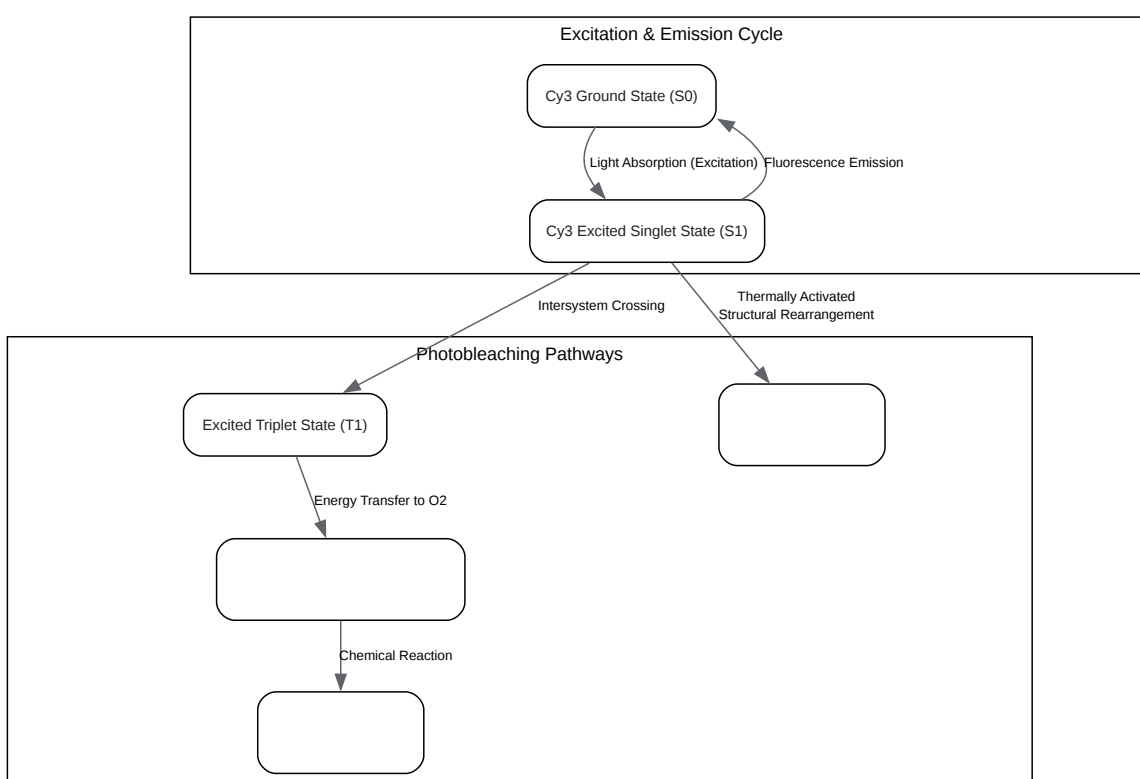 Excitation & Emission Cycle
Cy3 Ground State (S0)
Light Absorption (Excitation)
Fluorescence Emission
Cy3 Excited Singlet State (S1)
Intersystem Crossing
Thermally Activated
Structural Rearrangement
Photobleaching Pathways
Excited Triplet State (T1)
Energy Transfer to O2
Chemical Reaction